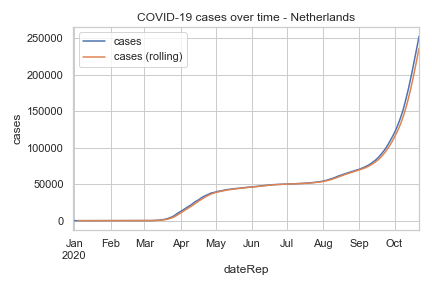 COVID-19 cases over time - Netherlands
cases
cases (rolling)
250000
200000
150000
100000
50000
0
cases
Jan Feb Mar Apr May Jun Jul Aug Sep Oct
2020
dateRep